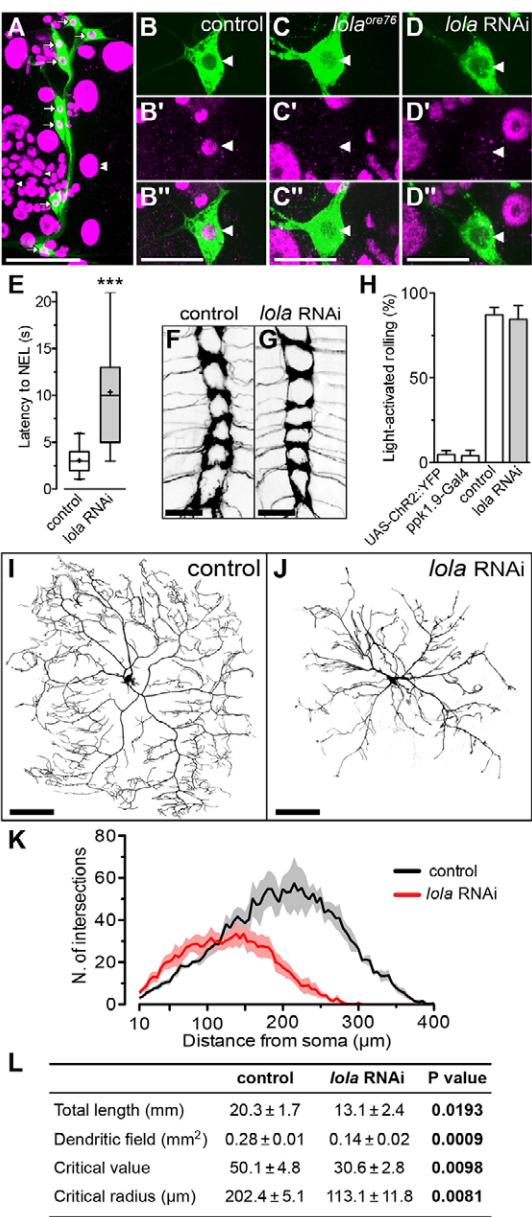 A
B control
C lola ore76
D lola RNAi
B'
C'
D'
B"
C"
D"
E
***
Latency to NEL (s)
20
15
10
5
0
control
lola RNAi
control
lola RNAi
F
G
H
Light-activated rolling (%)
100
50
0
UAS-ChR2::YFP
ppk1.9-Gal4
control
lola RNAi
I control
J lola RNAi
K
N. of intersections
80
60
40
20
0
control
lola RNAi
10 100 200 300 400
Distance from soma (µm)
L
control lola RNAi P value
Total length (mm) 20.3 ± 1.7 13.1 ± 2.4 0.0193
Dendritic field (mm²) 0.28 ± 0.01 0.14 ± 0.02 0.0009
Critical value 50.1 ± 4.8 30.6 ± 2.8 0.0098
Critical radius (µm) 202.4 ± 5.1 113.1 ± 11.8 0.0081